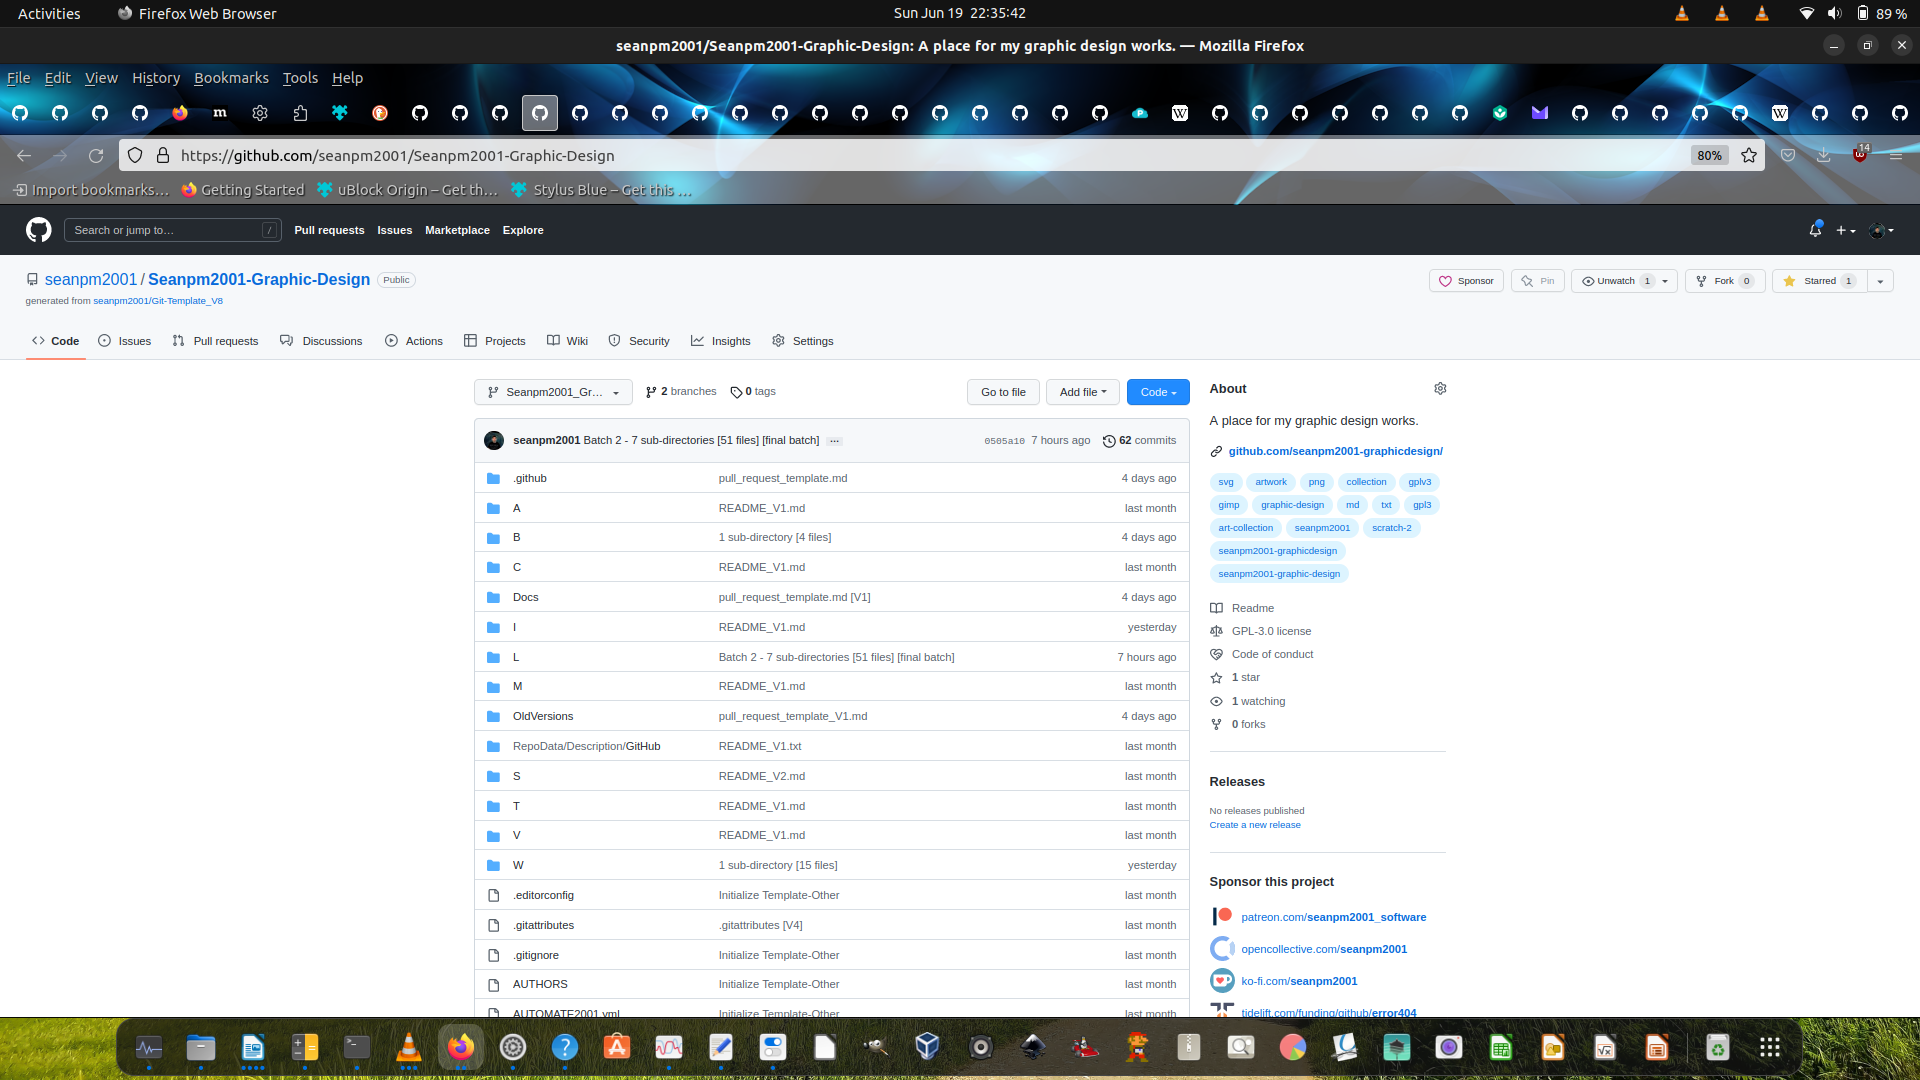 Activities Firefox Web Browser Sun Jun 19 22:35:42 89 %
seanpm2001/Seanpm2001-Graphic-Design: A place for my graphic design works. — Mozilla Firefox
File Edit View History Bookmarks Tools Help
https://github.com/seanpm2001/Seanpm2001-Graphic-Design 80% 14
Import bookmarks… Getting Started uBlock Origin – Get th… Stylus Blue – Get this …
Search or jump to… / Pull requests Issues Marketplace Explore
seanpm2001 / Seanpm2001-Graphic-Design Public Sponsor Pin Unwatch 1 Fork 0 Starred 1
generated from seanpm2001/Git-Template_V8
Code Issues Pull requests Discussions Actions Projects Wiki Security Insights Settings
Seanpm2001_Gr… 2 branches 0 tags Go to file Add file Code
seanpm2001 Batch 2 - 7 sub-directories [51 files] [final batch] … 0505a10 7 hours ago 62 commits
.github pull_request_template.md 4 days ago
A README_V1.md last month
B 1 sub-directory [4 files] 4 days ago
C README_V1.md last month
Docs pull_request_template.md [V1] 4 days ago
I README_V1.md yesterday
L Batch 2 - 7 sub-directories [51 files] [final batch] 7 hours ago
M README_V1.md last month
OldVersions pull_request_template_V1.md 4 days ago
RepoData/Description/GitHub README_V1.txt last month
S README_V2.md last month
T README_V1.md last month
V README_V1.md last month
W 1 sub-directory [15 files] yesterday
.editorconfig Initialize Template-Other last month
.gitattributes .gitattributes [V4] last month
.gitignore Initialize Template-Other last month
AUTHORS Initialize Template-Other last month
AUTOMATE2001.yml Initialize Template-Other last month
About
A place for my graphic design works.
github.com/seanpm2001-graphicdesign/
svg artwork png collection gplv3
gimp graphic-design md txt gpl3
art-collection seanpm2001 scratch-2
seanpm2001-graphicdesign
seanpm2001-graphic-design
Readme
GPL-3.0 license
Code of conduct
1 star
1 watching
0 forks
Releases
No releases published
Create a new release
Sponsor this project
patreon.com/seanpm2001_software
opencollective.com/seanpm2001
ko-fi.com/seanpm2001
tidelift.com/funding/github/error404